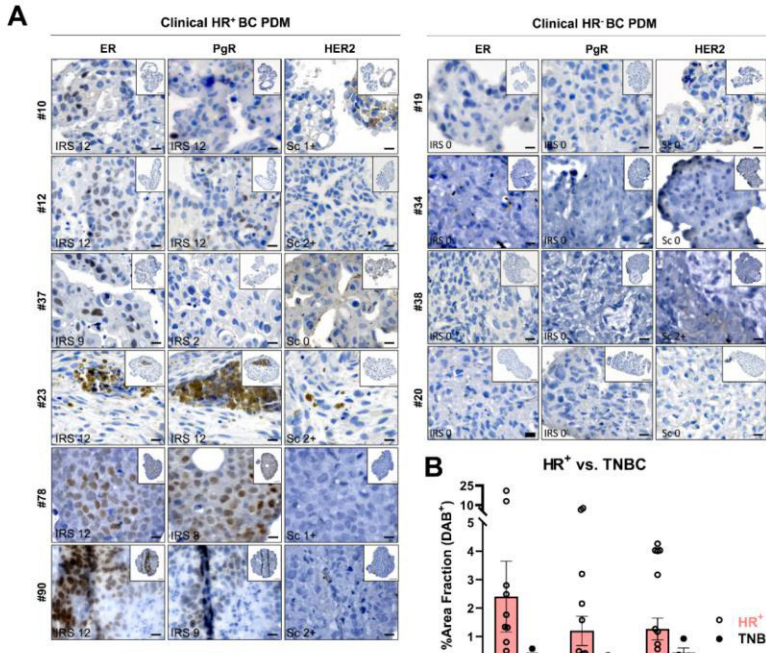 A
Clinical HR⁺ BC PDM
Clinical HR⁻ BC PDM
ER PgR HER2
ER PgR HER2
#10
IRS 12 IRS 12 Sc 1+
#12
IRS 12 IRS 12 Sc 2+
#37
IRS 9 IRS 2 Sc 0
#23
IRS 12 IRS 12 Sc 2+
#78
IRS 12 IRS 9 Sc 1+
#90
IRS 12 IRS 9 Sc 2+
#19
IRS 0 IRS 0 Sc 0
#34
IRS 0 IRS 0 Sc 0
#38
IRS 0 IRS 0 Sc 2+
#20
IRS 0 IRS 0 Sc 0
B
HR⁺ vs. TNBC
%Area Fraction (DAB⁺)
25
10
5
4
3
2
1
HR⁺
TNB